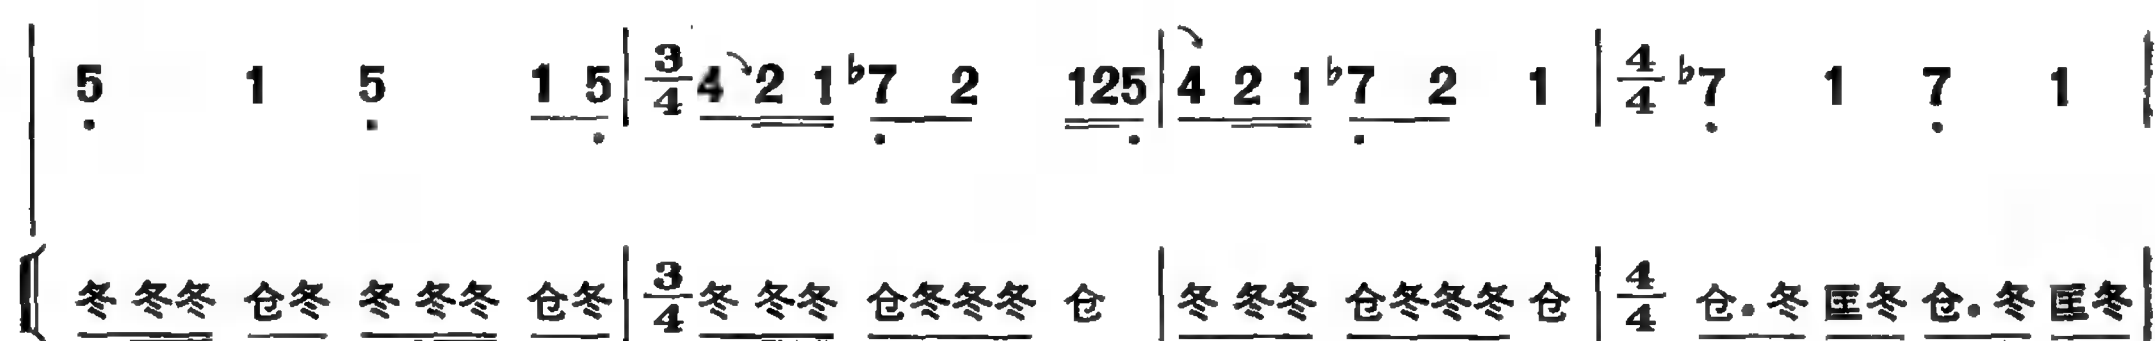 5 1 5 1 5 | 3/4 4 2 1 ♭7 2 125 | 4 2 1 ♭7 2 1 | 4/4 ♭7 1 7 1 |
冬 冬冬 仓冬 冬 冬冬 仓冬 | 3/4 冬 冬冬 仓冬冬冬 仓 | 冬 冬冬 仓冬冬冬 仓 | 4/4 仓.冬 匡冬 仓.冬 匡冬 |